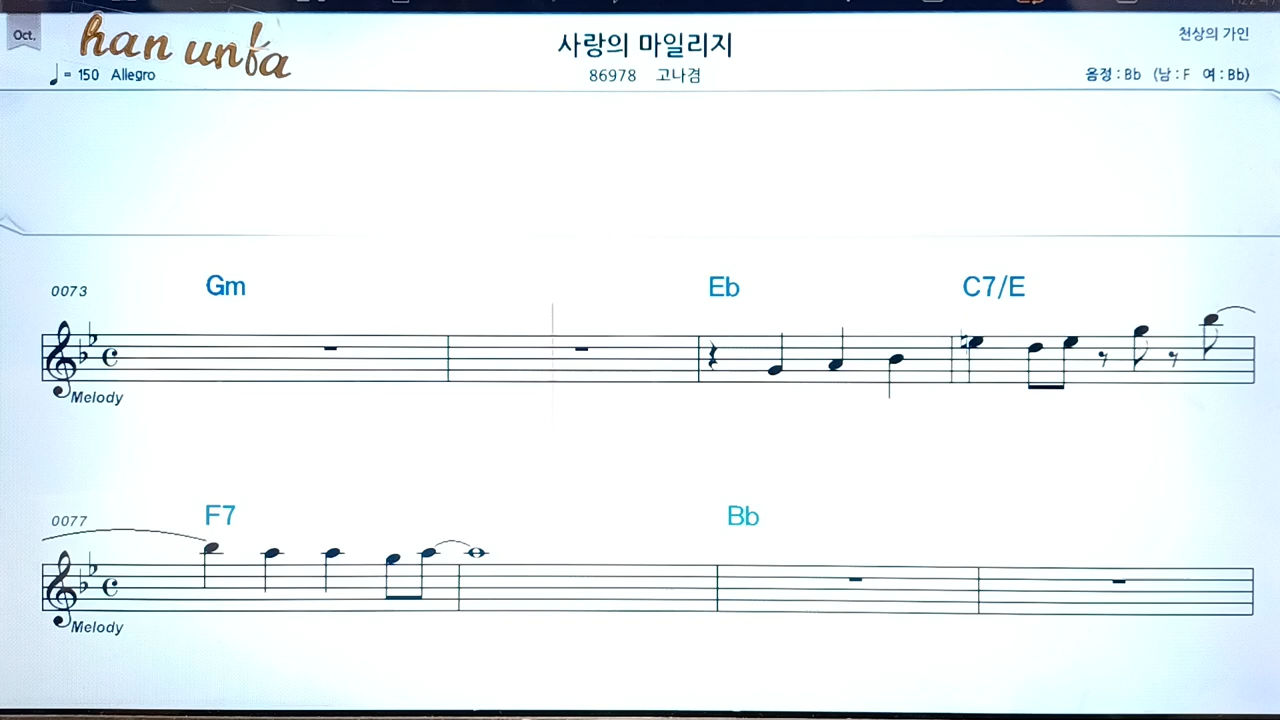 Oct.
han unfa
사랑의 마일리지
천상의 가인
♩ = 150 Allegro
86978 고나겸
음정 : Bb (남 : F 여 : Bb)
0073
Gm
Eb
C7/E
Melody
0077
F7
Bb
Melody